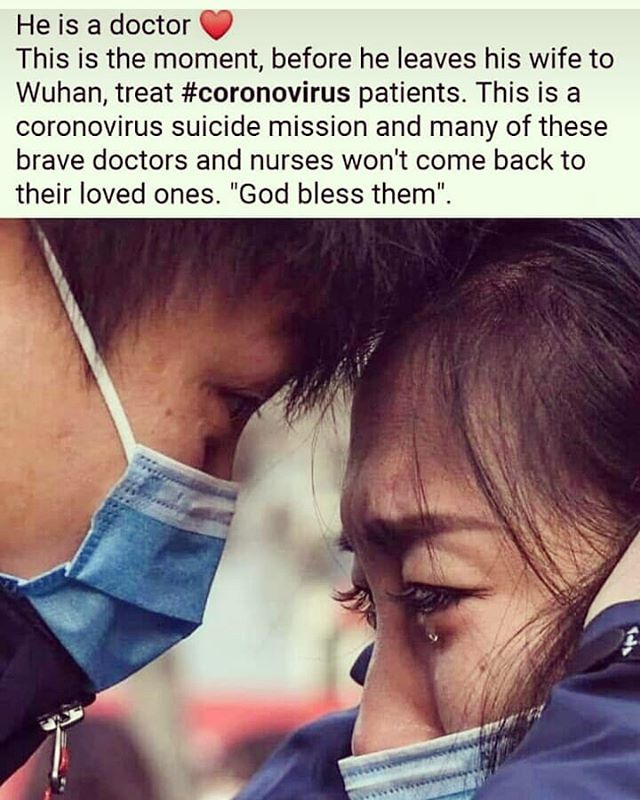 He is a doctor ❤️
This is the moment, before he leaves his wife to
Wuhan, treat #coronovirus patients. This is a
coronovirus suicide mission and many of these
brave doctors and nurses won't come back to
their loved ones. "God bless them".